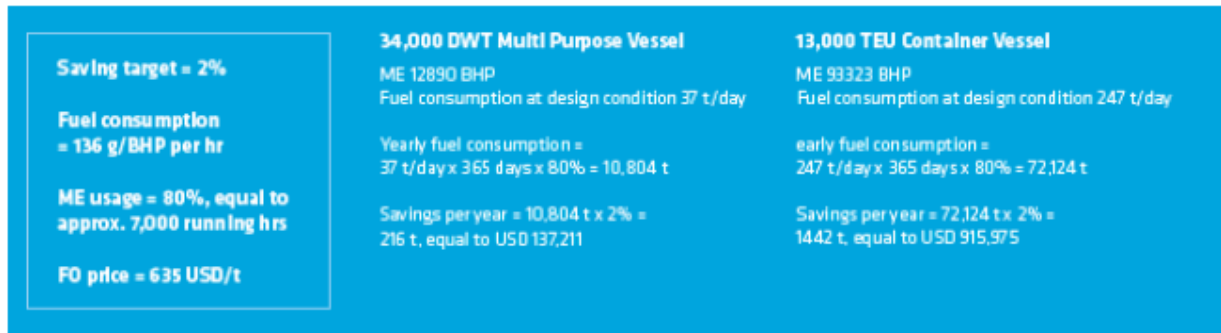 Saving target = 2%
Fuel consumption
= 136 g/BHP per hr
ME usage = 80%, equal to
approx. 7,000 running hrs
FO price = 635 USD/t
34,000 DWT Multi Purpose Vessel
ME 12890 BHP
Fuel consumption at design condition 37 t/day
Yearly fuel consumption =
37 t/day x 365 days x 80% = 10,804 t
Savings per year = 10,804 t x 2% =
216 t, equal to USD 137,211
13,000 TEU Container Vessel
ME 93323 BHP
Fuel consumption at design condition 247 t/day
early fuel consumption =
247 t/day x 365 days x 80% = 72,124 t
Savings per year = 72,124 t x 2% =
1442 t, equal to USD 915,975